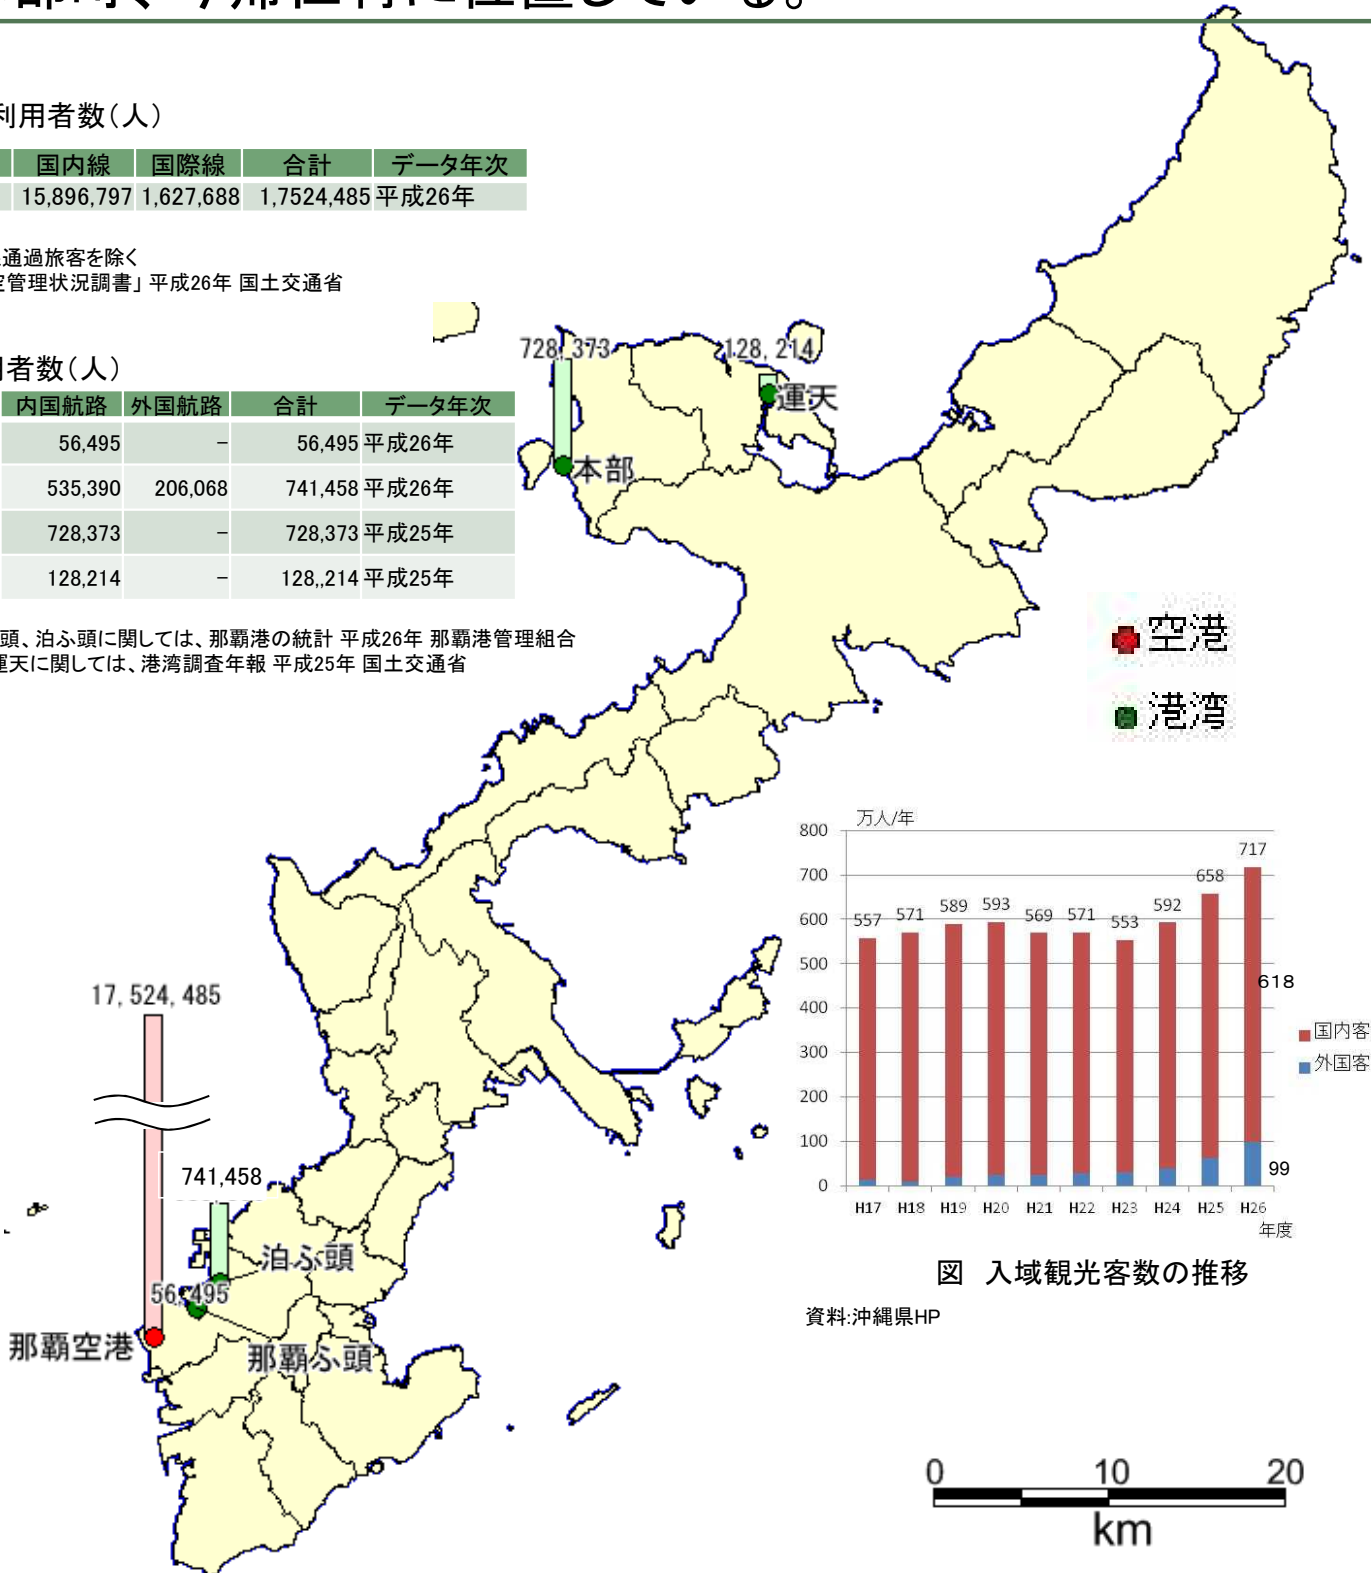 部町、今帰仁村に位置している。
利用者数（人）
国内線 国際線 合計 データ年次
15,896,797 1,627,688 1,7524,485 平成26年
通過旅客を除く
管理状況調書」 平成26年 国土交通省
者数（人）
内国航路 外国航路 合計 データ年次
56,495 － 56,495 平成26年
535,390 206,068 741,458 平成26年
728,373 － 728,373 平成25年
128,214 － 128,,214 平成25年
頭、泊ふ頭に関しては、那覇港の統計 平成26年 那覇港管理組合
運天に関しては、港湾調査年報 平成25年 国土交通省
728,373
128,214
運天
本部
空港
港湾
17,524,485
741,458
泊ふ頭
56,495
那覇空港
那覇ふ頭
万人/年
800
700
600
500
400
300
200
100
0
557 571 589 593 569 571 553 592 658 717
618
99
H17 H18 H19 H20 H21 H22 H23 H24 H25 H26
年度
国内客
外国客
図　入域観光客数の推移
資料:沖縄県HP
0 10 20
km